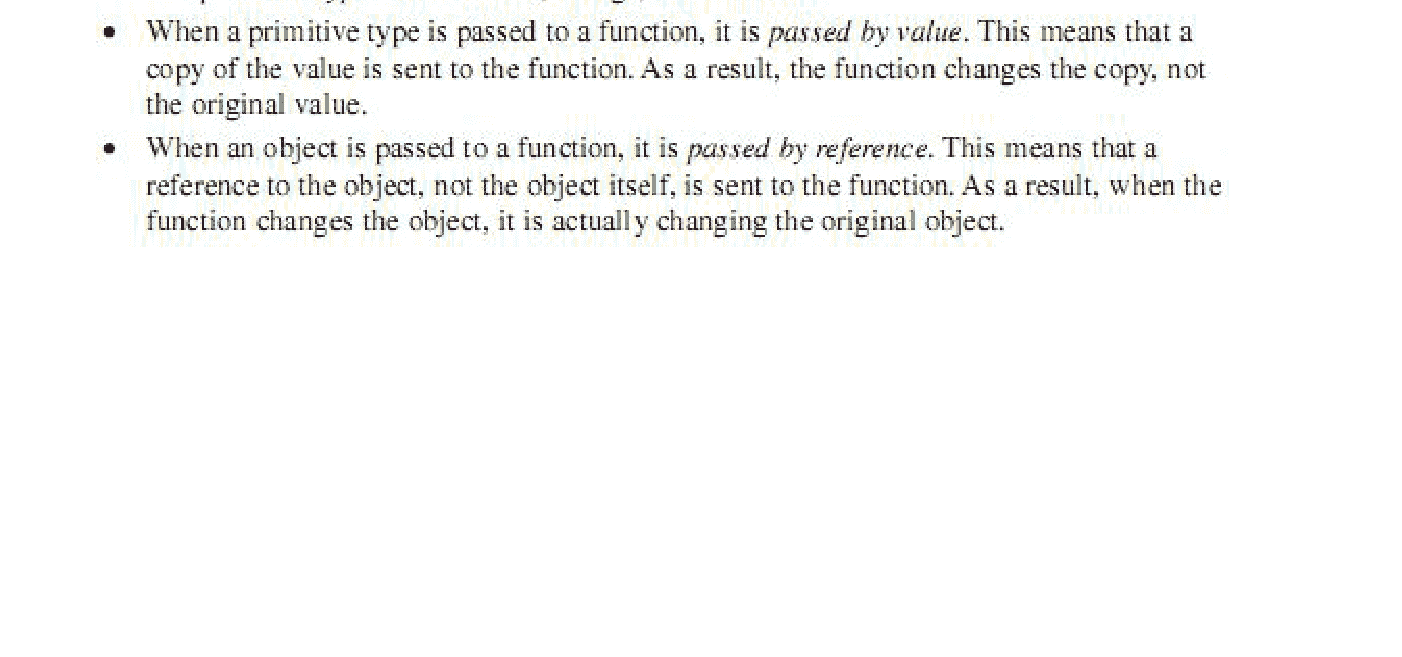 • When a primitive type is passed to a function, it is passed by value. This means that a
copy of the value is sent to the function. As a result, the function changes the copy, not
the original value.
• When an object is passed to a function, it is passed by reference. This means that a
reference to the object, not the object itself, is sent to the function. As a result, when the
function changes the object, it is actually changing the original object.